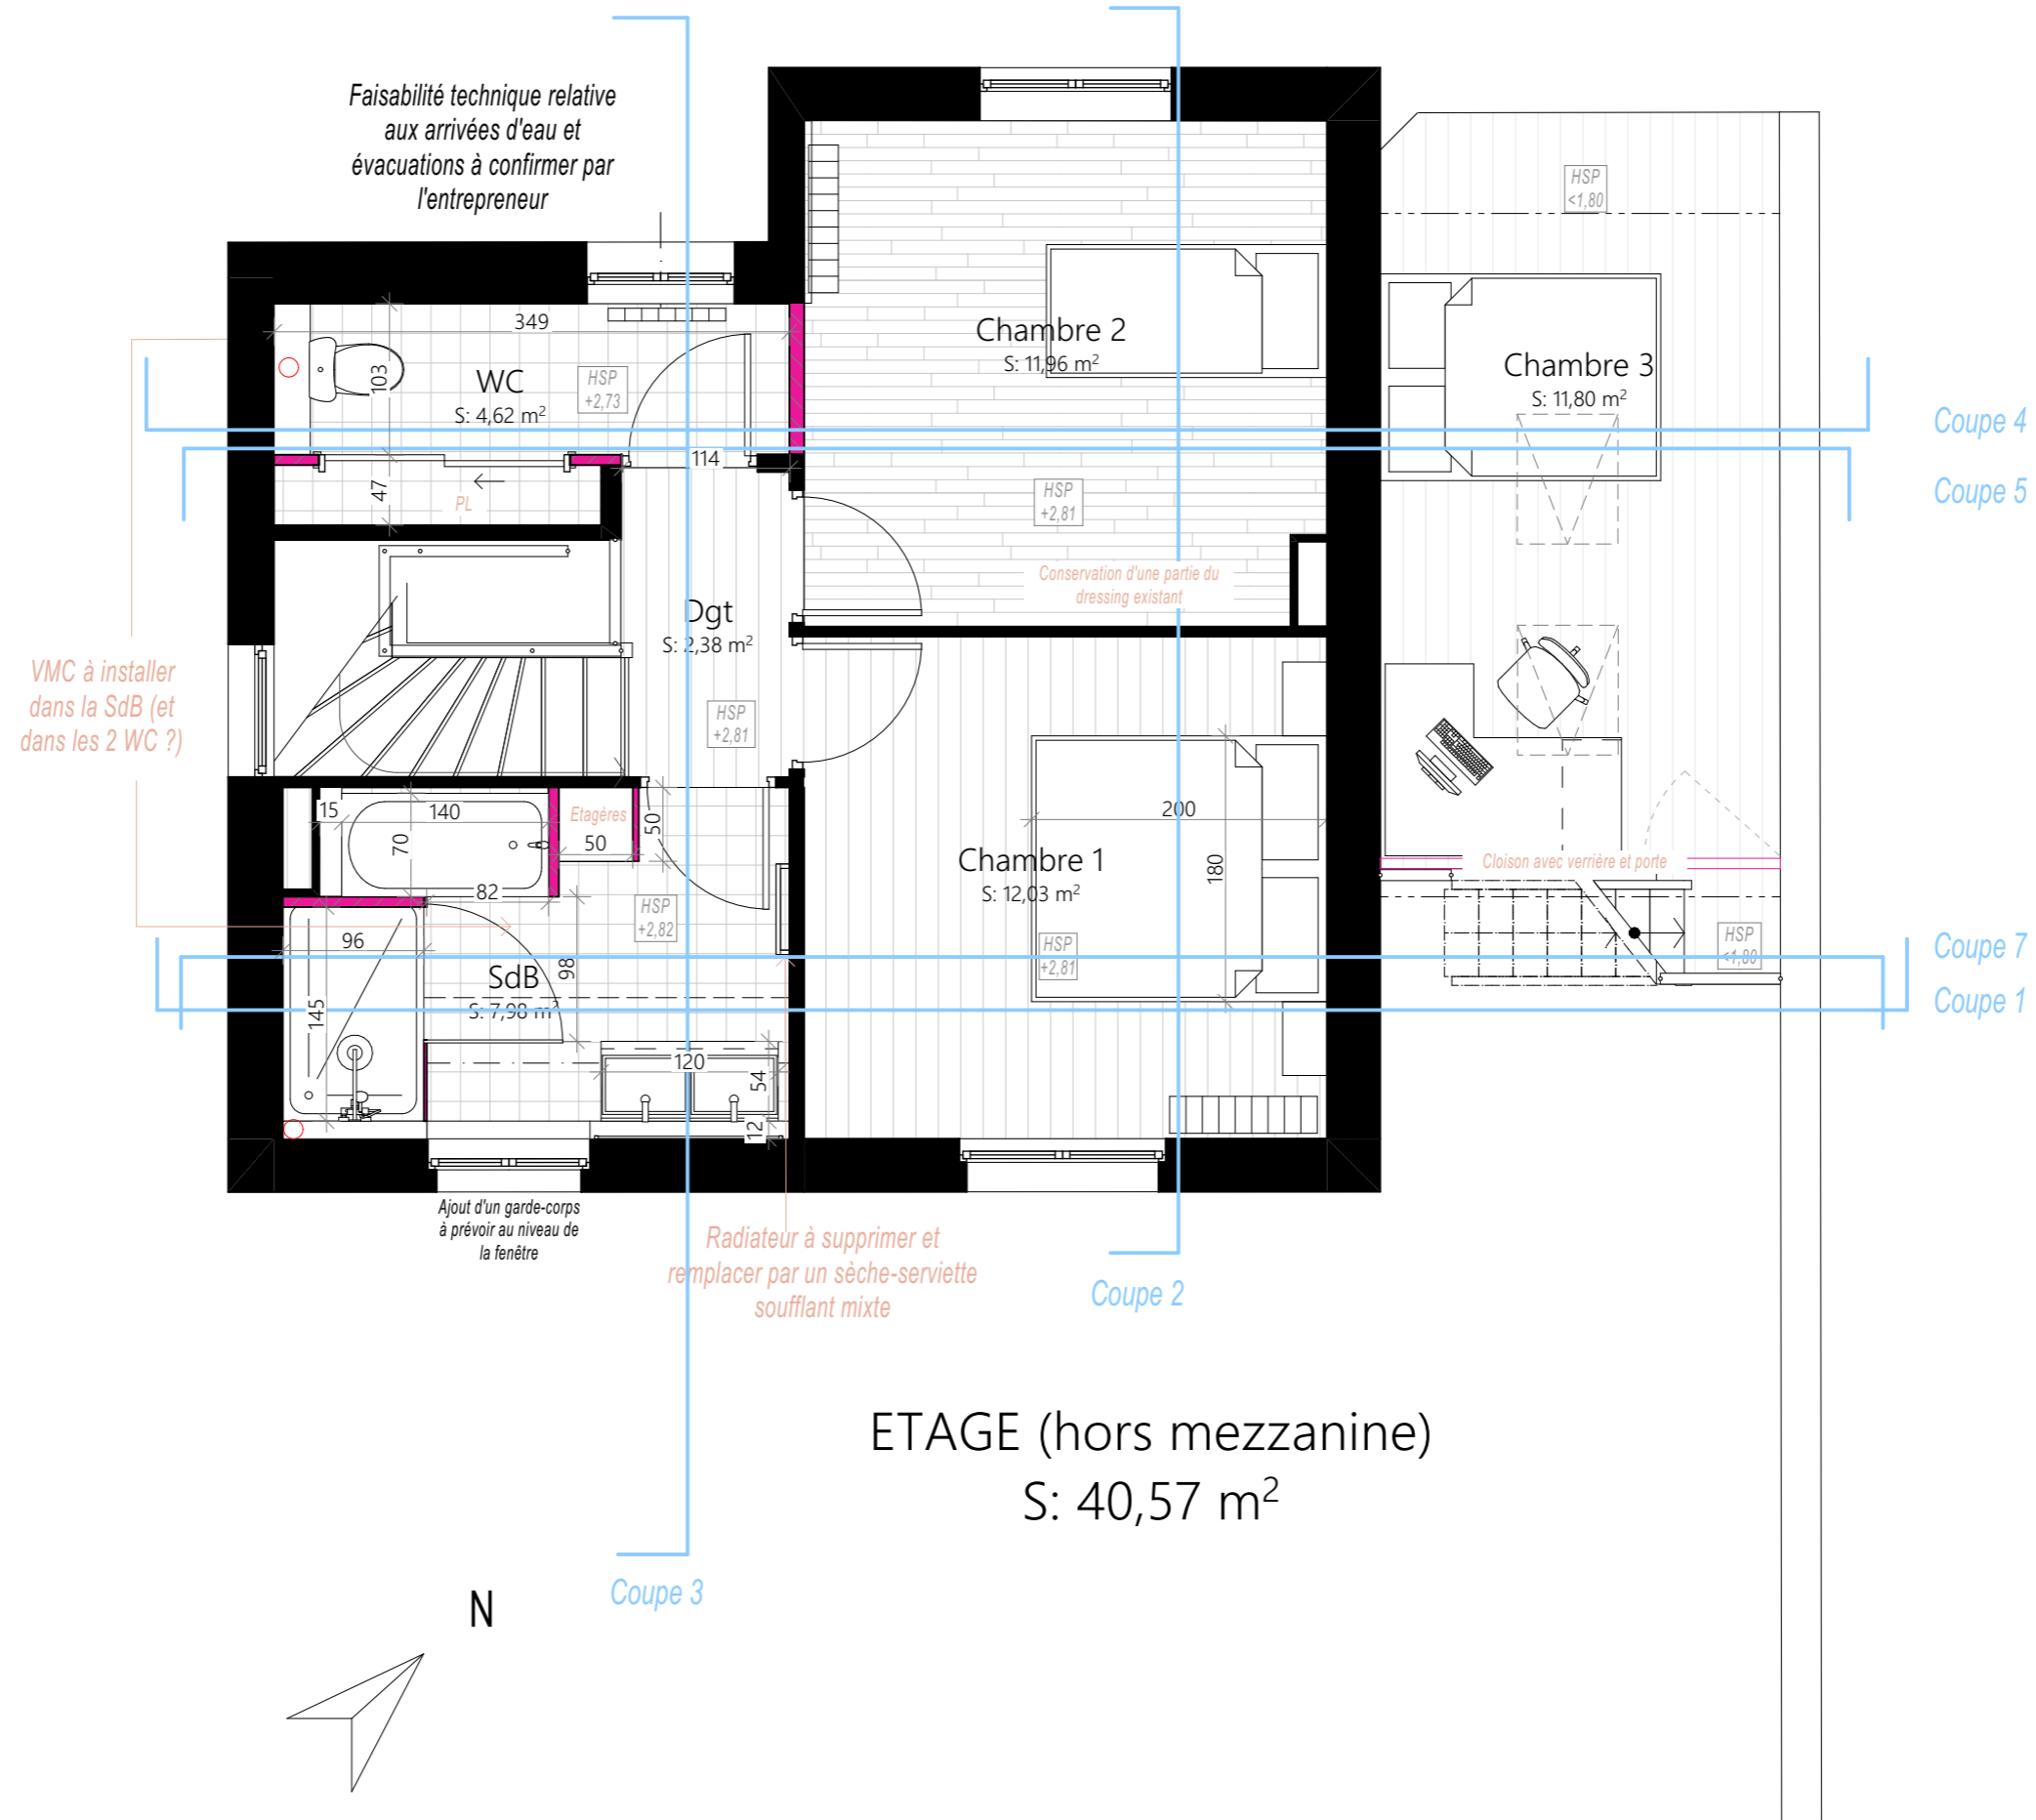 Faisabilité technique relative
aux arrivées d'eau et
évacuations à confirmer par
l'entrepreneur
HSP
<1,80
349
Chambre 2
S: 11,96 m²
Chambre 3
S: 11,80 m²
103
WC
S: 4,62 m²
HSP
+2,73
Coupe 4
114
47
PL
HSP
+2,81
Coupe 5
Conservation d'une partie du
dressing existant
Dgt
S: 2,38 m²
VMC à installer
dans la SdB (et
dans les 2 WC ?)
HSP
+2,81
15
140
70
Etagères
50
50
200
Chambre 1
S: 12,03 m²
180
Cloison avec verrière et porte
82
HSP
+2,82
96
98
HSP
+2,81
HSP
<1,80
Coupe 7
SdB
S: 7,98 m²
145
Coupe 1
120
54
12
Ajout d'un garde-corps
à prévoir au niveau de
la fenêtre
Radiateur à supprimer et
remplacer par un sèche-serviette
soufflant mixte
Coupe 2
ETAGE (hors mezzanine)
S: 40,57 m²
Coupe 3
N